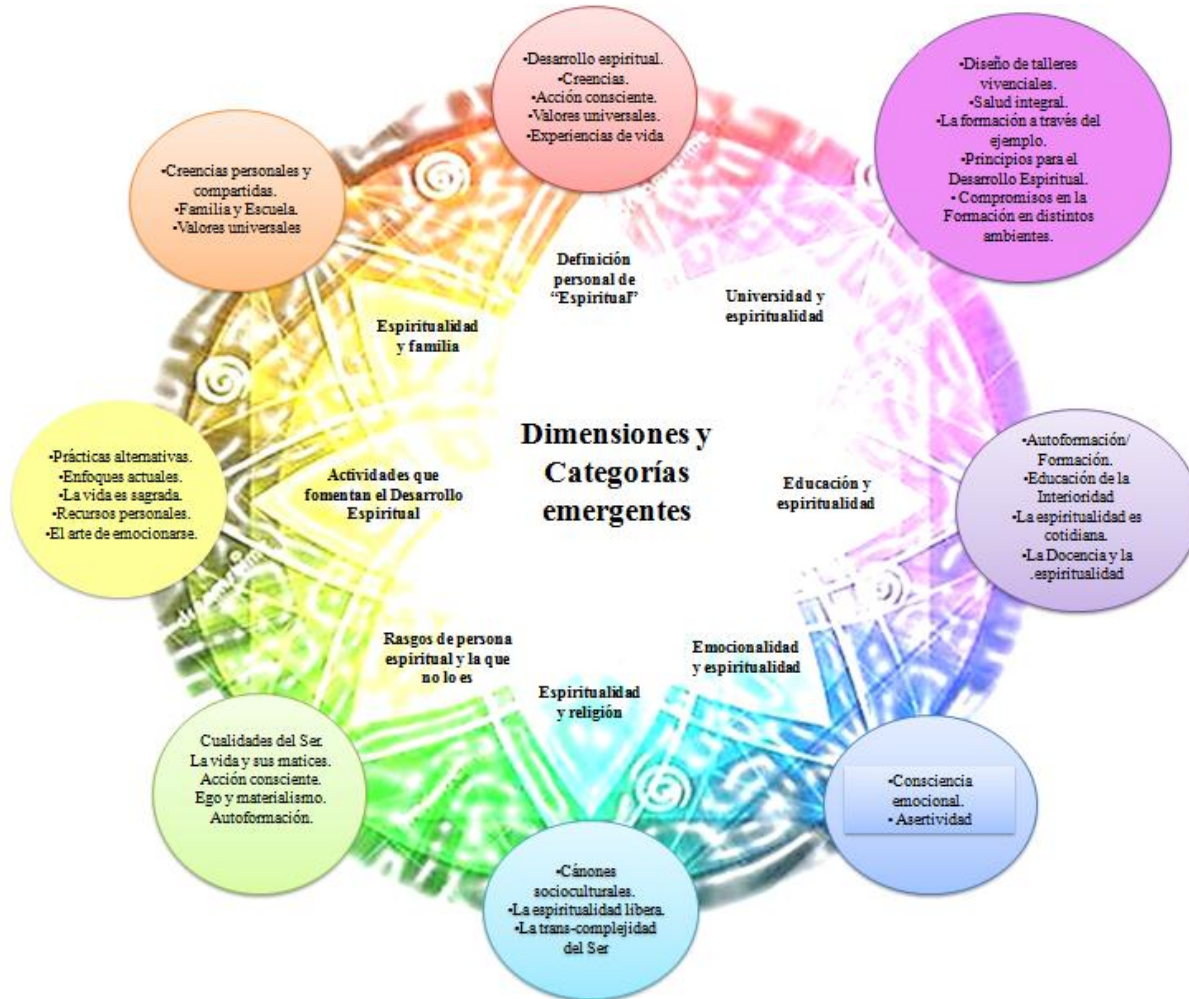 •Desarrollo espiritual.
•Creencias.
•Acción consciente.
•Valores universales.
•Experiencias de vida
•Diseño de talleres
vivenciales.
•Salud integral.
•La formación a través del
ejemplo.
•Principios para el
Desarrollo Espiritual.
• Compromisos en la
Formación en distintos
ambientes.
•Creencias personales y
compartidas.
•Familia y Escuela.
•Valores universales
Definición
personal de
“Espiritual”
Universidad y
espiritualidad
Espiritualidad
y familia
Dimensiones y
Categorías
emergentes
•Prácticas alternativas.
•Enfoques actuales.
•La vida es sagrada.
•Recursos personales.
•El arte de emocionarse.
Actividades que
fomentan el Desarrollo
Espiritual
Educación y
espiritualidad
•Autoformación/
Formación.
•Educación de la
Interioridad
•La espiritualidad es
cotidiana.
•La Docencia y la
.espiritualidad
Rasgos de persona
espiritual y la que
no lo es
Espiritualidad
y religión
Emocionalidad
y espiritualidad
Cualidades del Ser.
La vida y sus matices.
Acción consciente.
Ego y materialismo.
Autoformación.
•Consciencia
emocional.
• Asertividad
•Cánones
socioculturales.
•La espiritualidad libera.
•La trans-complejidad
del Ser